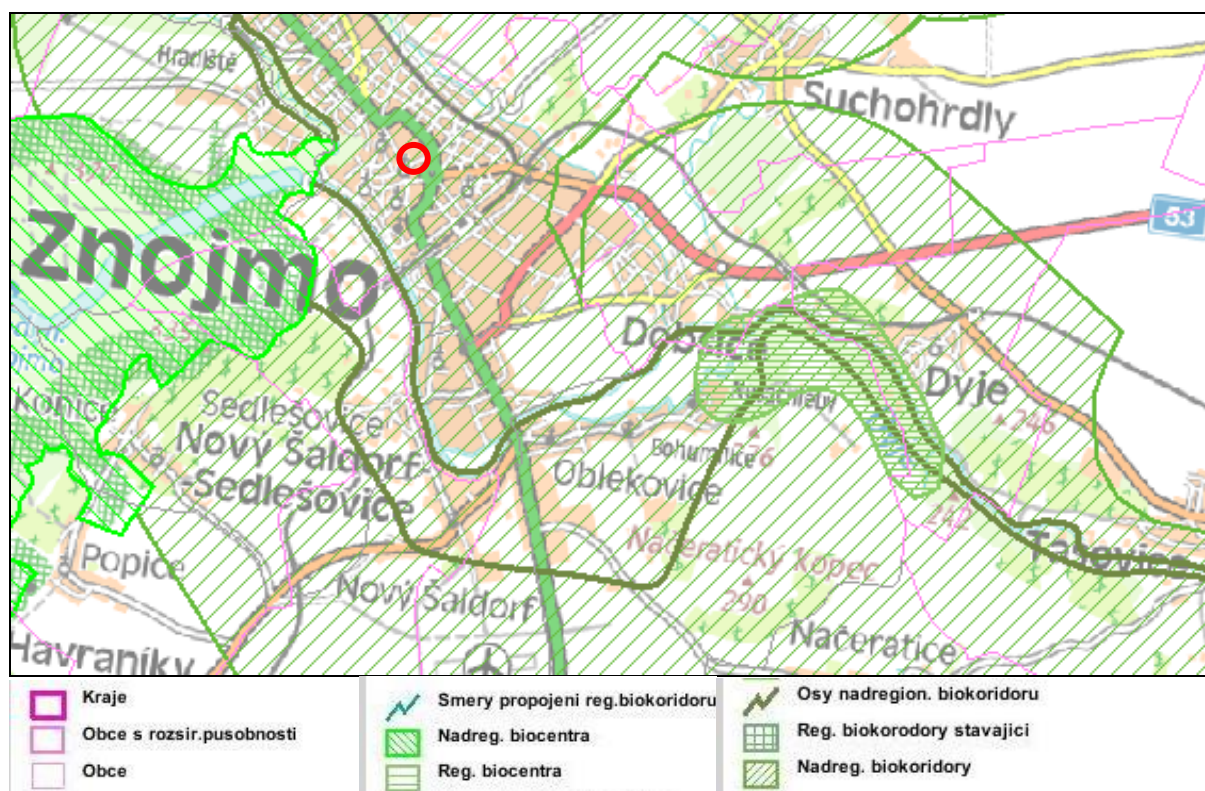 Hradiště
Suchohrdly
53
Znojmo
Dyje
Konice
Sedlešovice
Nový Šaldorf-
-Sedlešovice
Bohumilice
Oblekovice
246
242
Načeratický kopec
290
Tasovice
Popice
Nový Šaldorf
Načeratice
Havraníky
Kraje
Obce s rozsir.pusobnosti
Obce
Smery propojeni reg.biokoridoru
Nadreg. biocentra
Reg. biocentra
Osy nadregion. biokoridoru
Reg. biokorodory stavajici
Nadreg. biokoridory